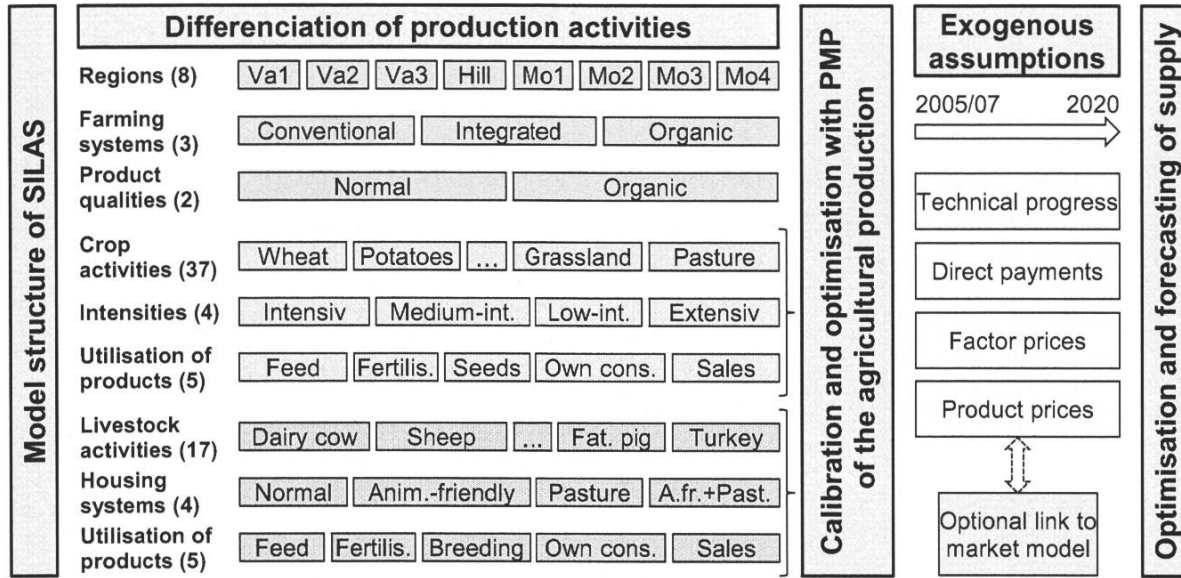 Model structure of SILAS
Differenciation of production activities
Regions (8)
Va1 Va2 Va3 Hill Mo1 Mo2 Mo3 Mo4
Farming
systems (3)
Conventional Integrated Organic
Product
qualities (2)
Normal Organic
Crop
activities (37)
Wheat Potatoes ... Grassland Pasture
Intensities (4)
Intensiv Medium-int. Low-int. Extensiv
Utilisation of
products (5)
Feed Fertilis. Seeds Own cons. Sales
Livestock
activities (17)
Dairy cow Sheep ... Fat. pig Turkey
Housing
systems (4)
Normal Anim.-friendly Pasture A.fr.+Past.
Utilisation of
products (5)
Feed Fertilis. Breeding Own cons. Sales
Calibration and optimisation with PMP
of the agricultural production
Exogenous
assumptions
2005/07 2020
Technical progress
Direct payments
Factor prices
Product prices
Optional link to
market model
Optimisation and forecasting of supply